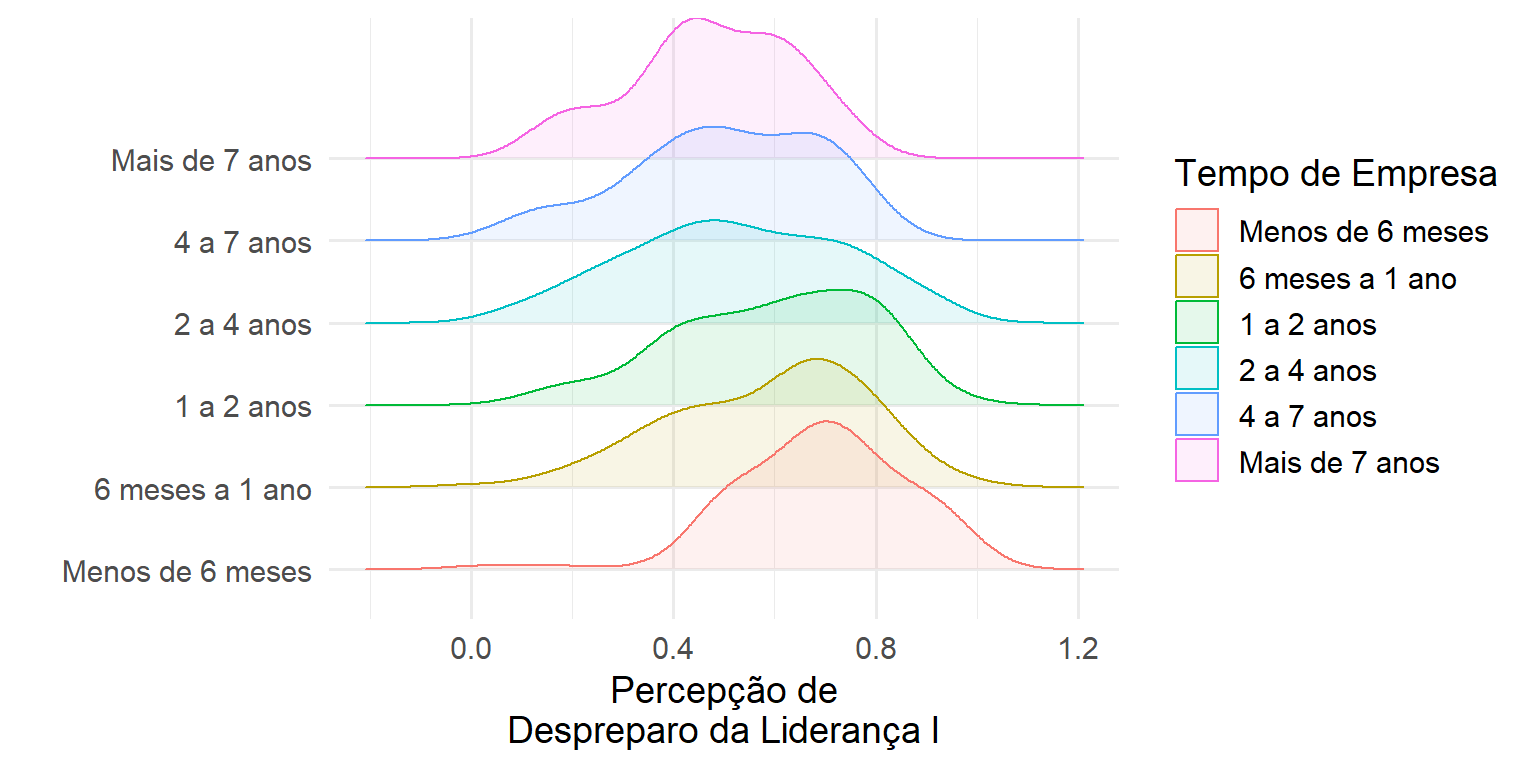 Mais de 7 anos
4 a 7 anos
2 a 4 anos
1 a 2 anos
6 meses a 1 ano
Menos de 6 meses
0.0 0.4 0.8 1.2
Percepção de
Despreparo da Liderança I
Tempo de Empresa
Menos de 6 meses
6 meses a 1 ano
1 a 2 anos
2 a 4 anos
4 a 7 anos
Mais de 7 anos